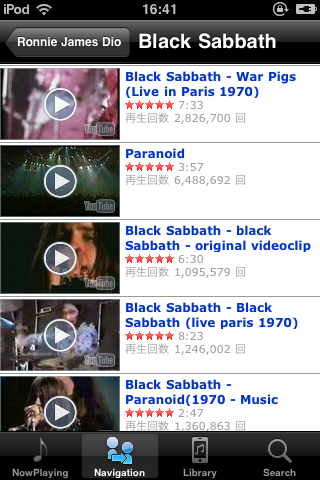 iPod 16:41
Ronnie James Dio Black Sabbath
Black Sabbath - War Pigs
(Live in Paris 1970)
7:33
再生回数 2,826,700 回
YouTube
Paranoid
3:57
再生回数 6,488,692 回
YouTube
Black Sabbath - black
Sabbath - original videoclip
6:30
再生回数 1,095,579 回
YouTube
Black Sabbath - Black
Sabbath (live paris 1970)
8:23
再生回数 1,246,002 回
YouTube
Black Sabbath -
Paranoid(1970 - Music
2:47
再生回数 1,360,863 回
NowPlaying Navigation Library Search